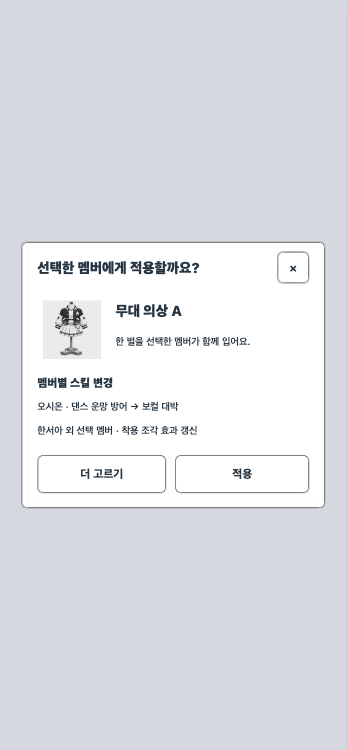 선택한 멤버에게 적용할까요?
×
무대 의상 A
한 벌을 선택한 멤버가 함께 입어요.
멤버별 스킬 변경
오시온 · 댄스 운망 방어 → 보컬 대박
한서아 외 선택 멤버 · 착용 조각 효과 갱신
더 고르기
적용